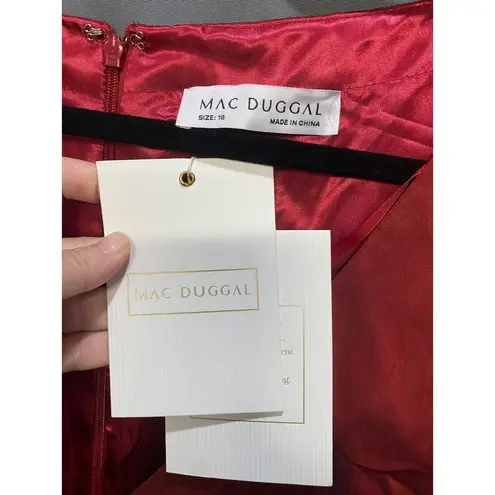 MAC DUGGAL
SIZE: 18
MADE IN CHINA
MAC DUGGAL